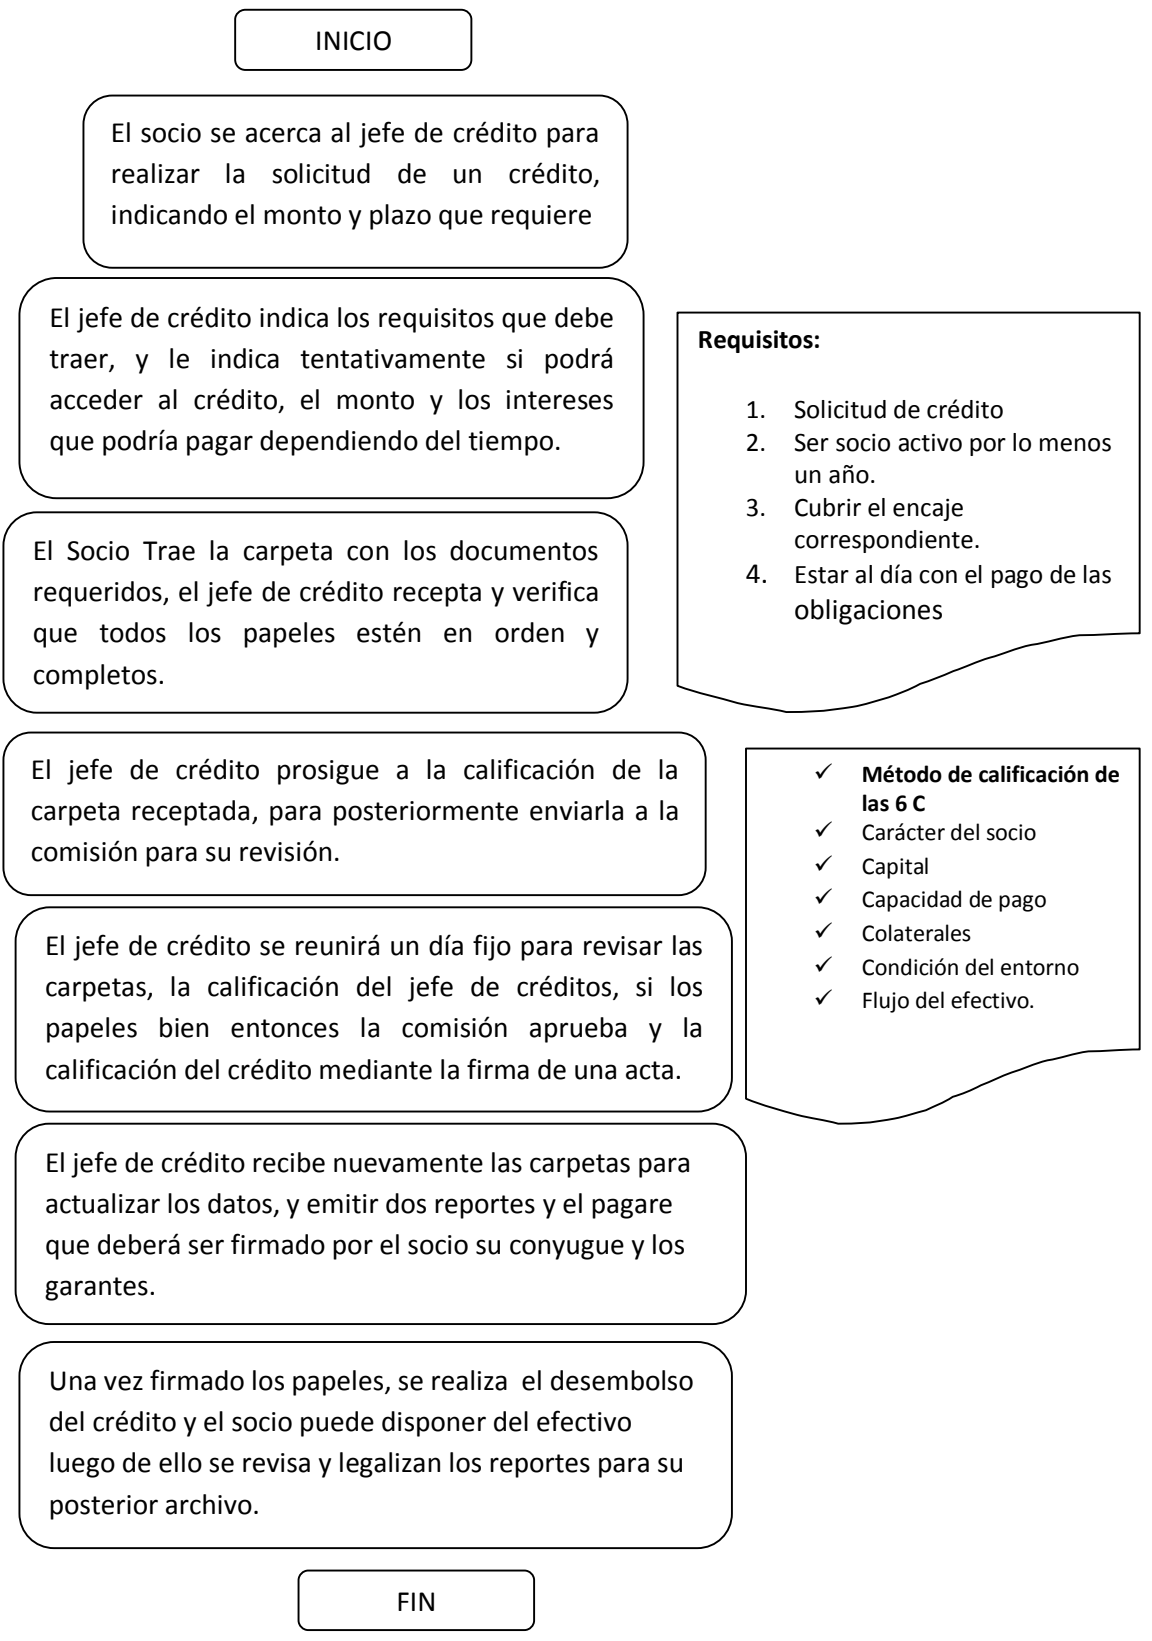 INICIO
El socio se acerca al jefe de crédito para
realizar la solicitud de un crédito,
indicando el monto y plazo que requiere
El jefe de crédito indica los requisitos que debe
traer, y le indica tentativamente si podrá
acceder al crédito, el monto y los intereses
que podría pagar dependiendo del tiempo.
Requisitos:
1. Solicitud de crédito
2. Ser socio activo por lo menos
un año.
3. Cubrir el encaje
correspondiente.
4. Estar al día con el pago de las
obligaciones
El Socio Trae la carpeta con los documentos
requeridos, el jefe de crédito recepta y verifica
que todos los papeles estén en orden y
completos.
El jefe de crédito prosigue a la calificación de la
carpeta receptada, para posteriormente enviarla a la
comisión para su revisión.
✓ Método de calificación de
las 6 C
✓ Carácter del socio
✓ Capital
✓ Capacidad de pago
✓ Colaterales
✓ Condición del entorno
✓ Flujo del efectivo.
El jefe de crédito se reunirá un día fijo para revisar las
carpetas, la calificación del jefe de créditos, si los
papeles bien entonces la comisión aprueba y la
calificación del crédito mediante la firma de una acta.
El jefe de crédito recibe nuevamente las carpetas para
actualizar los datos, y emitir dos reportes y el pagare
que deberá ser firmado por el socio su conyugue y los
garantes.
Una vez firmado los papeles, se realiza el desembolso
del crédito y el socio puede disponer del efectivo
luego de ello se revisa y legalizan los reportes para su
posterior archivo.
FIN